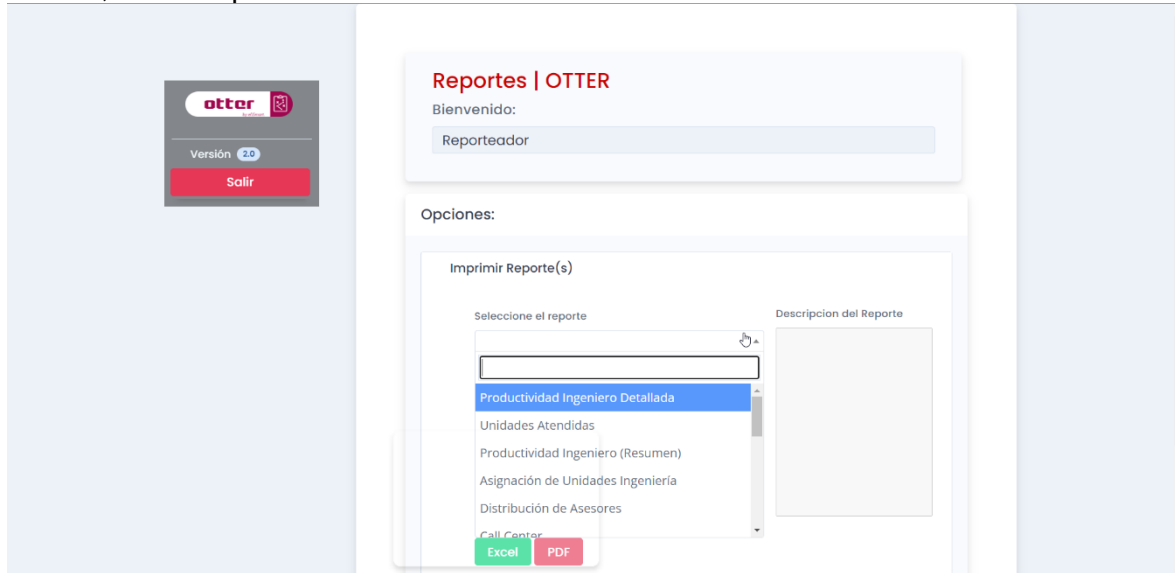 otter
Versión 2.0
Salir
Reportes | OTTER
Bienvenido:
Reporteador
Opciones:
Imprimir Reporte(s)
Seleccione el reporte
Descripcion del Reporte
Productividad Ingeniero Detallada
Unidades Atendidas
Productividad Ingeniero (Resumen)
Asignación de Unidades Ingeniería
Distribución de Asesores
Call Center
Excel
PDF